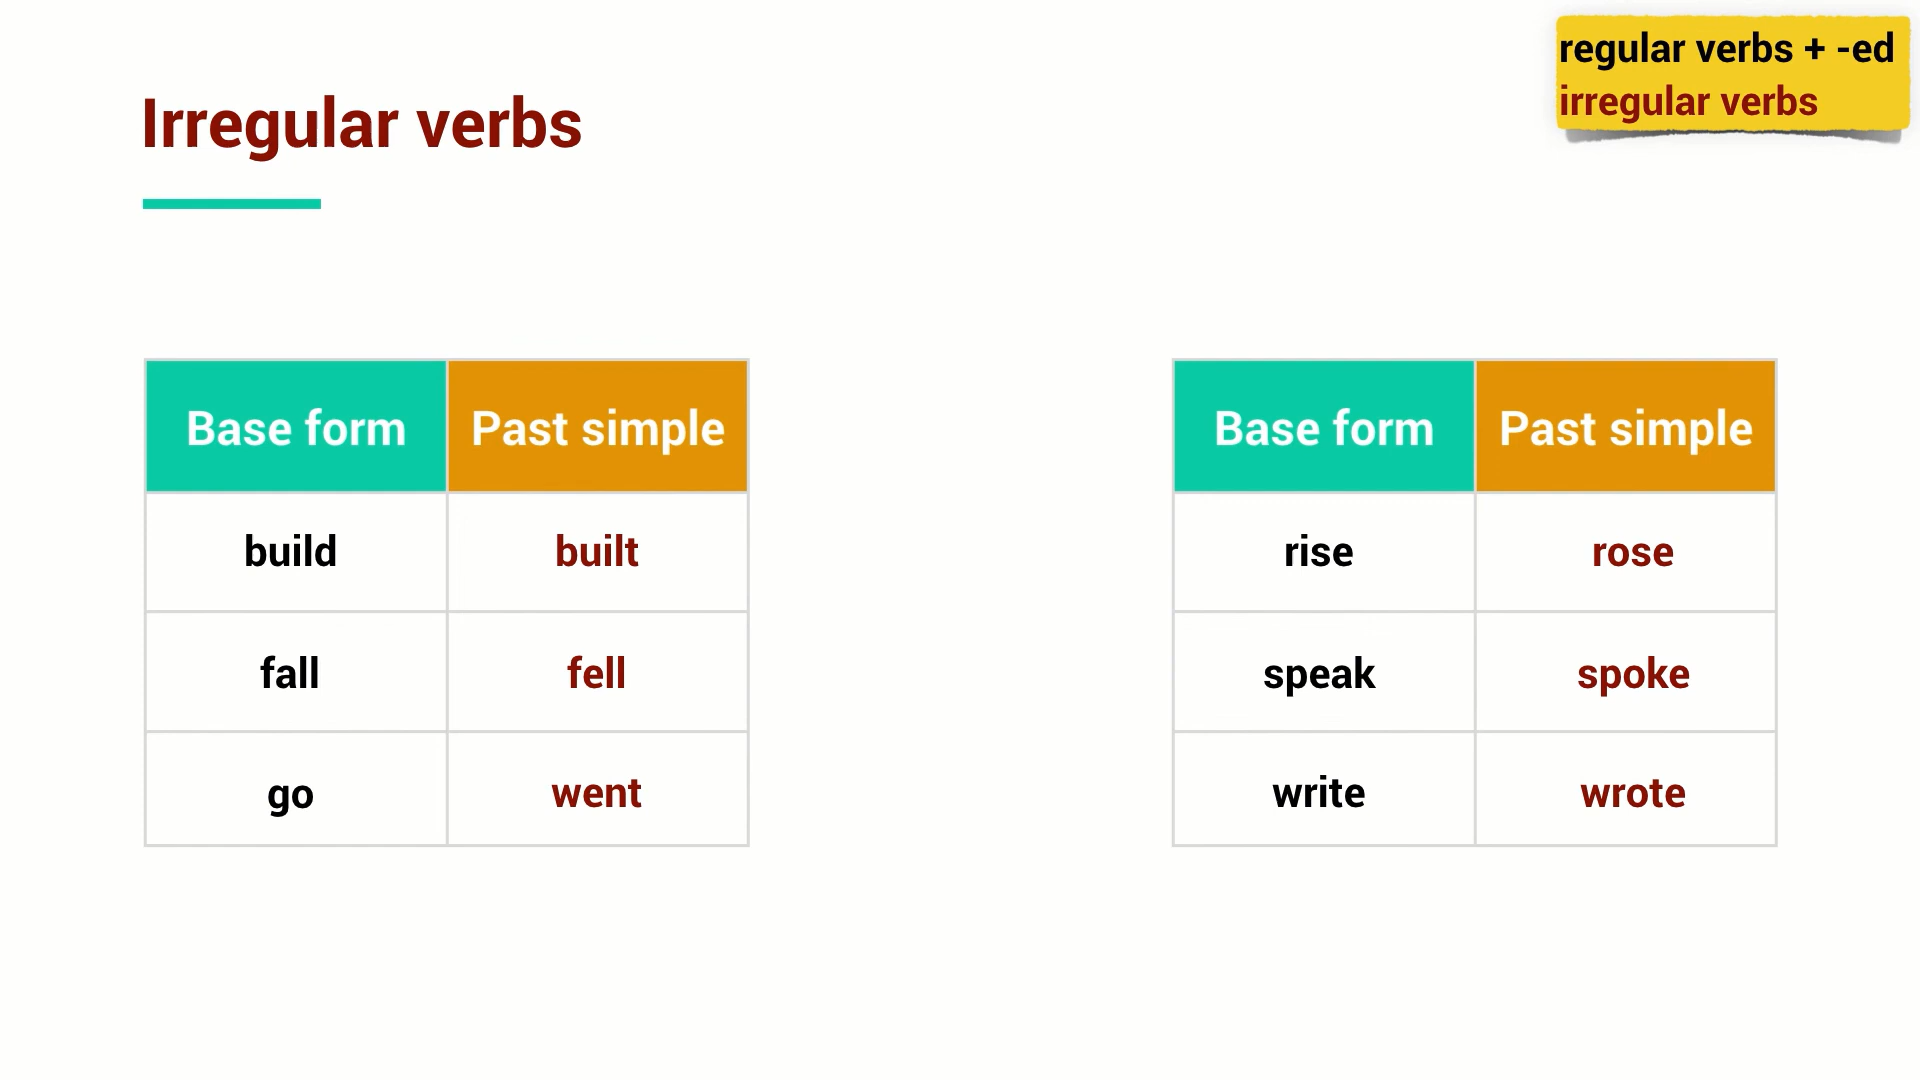 regular verbs + -ed
irregular verbs
Irregular verbs
Base form Past simple
build built
fall fell
go went
Base form Past simple
rise rose
speak spoke
write wrote